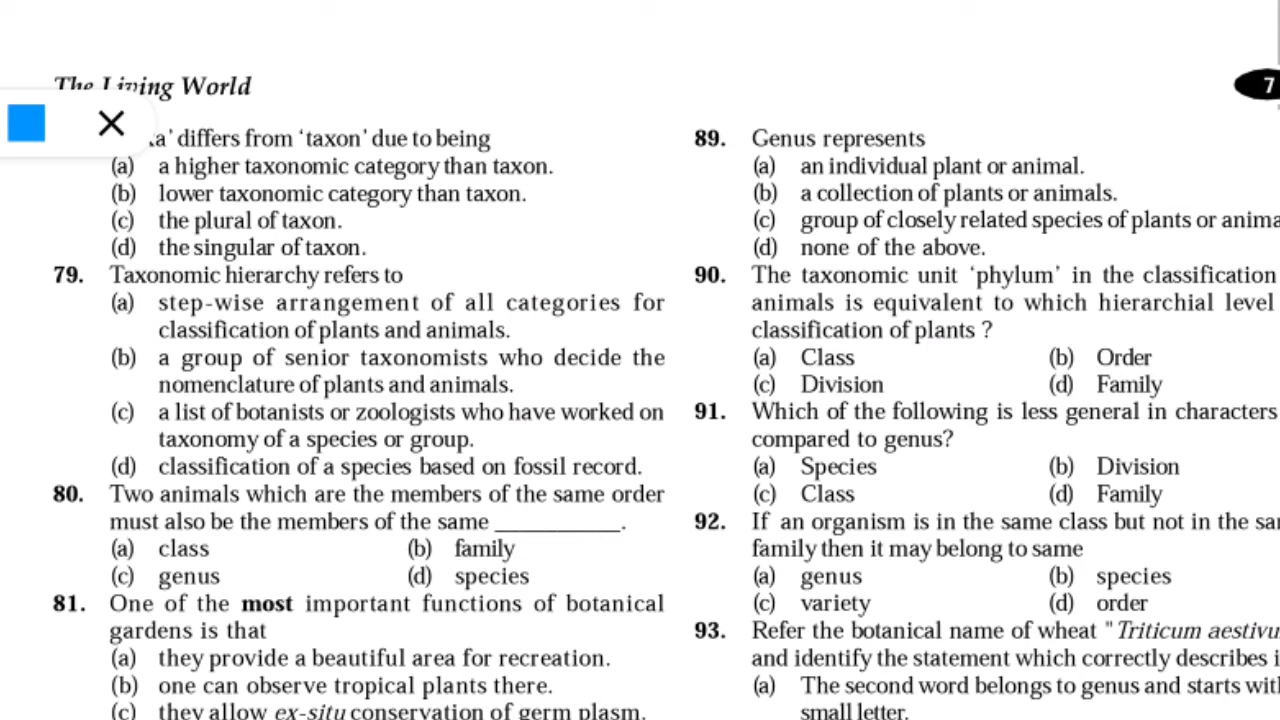 The Living World
7
differs from ‘taxon’ due to being
(a) a higher taxonomic category than taxon.
(b) lower taxonomic category than taxon.
(c) the plural of taxon.
(d) the singular of taxon.
79. Taxonomic hierarchy refers to
(a) step-wise arrangement of all categories for
classification of plants and animals.
(b) a group of senior taxonomists who decide the
nomenclature of plants and animals.
(c) a list of botanists or zoologists who have worked on
taxonomy of a species or group.
(d) classification of a species based on fossil record.
80. Two animals which are the members of the same order
must also be the members of the same ___________.
(a) class (b) family
(c) genus (d) species
81. One of the most important functions of botanical
gardens is that
(a) they provide a beautiful area for recreation.
(b) one can observe tropical plants there.
(c) they allow ex-situ conservation of germ plasm.
89. Genus represents
(a) an individual plant or animal.
(b) a collection of plants or animals.
(c) group of closely related species of plants or
(d) none of the above.
90. The taxonomic unit ‘phylum’ in the classification
animals is equivalent to which hierarchial level
classification of plants ?
(a) Class (b) Order
(c) Division (d) Family
91. Which of the following is less general in characters
compared to genus?
(a) Species (b) Division
(c) Class (d) Family
92. If an organism is in the same class but not in the
family then it may belong to same
(a) genus (b) species
(c) variety (d) order
93. Refer the botanical name of wheat "Triticum
and identify the statement which correctly describes
(a) The second word belongs to genus and starts
small letter.